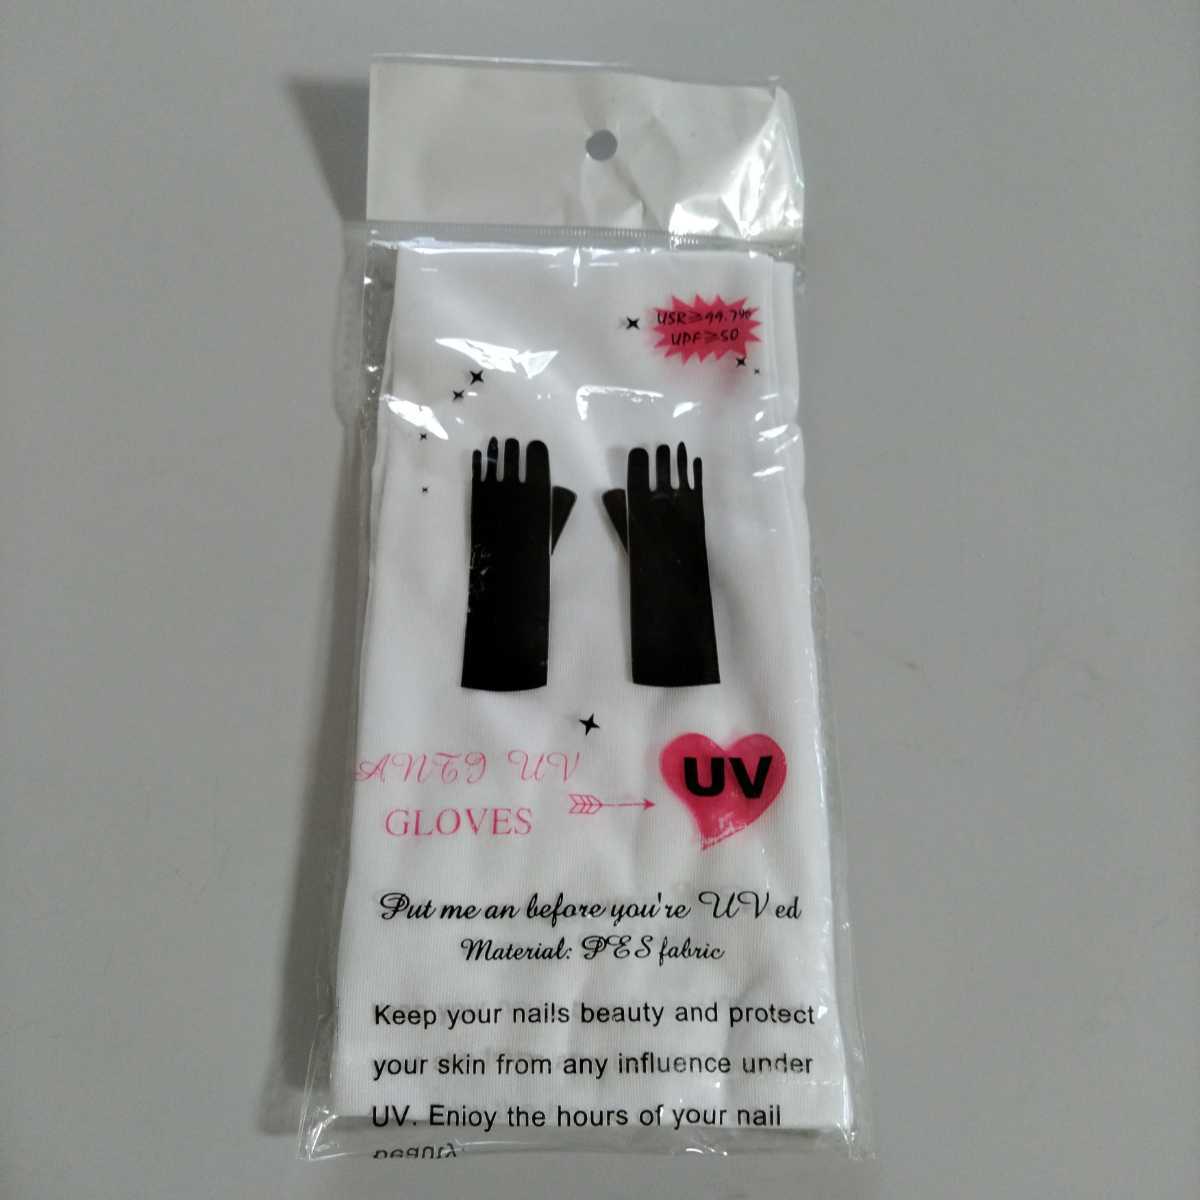 USR≥99.7%
UPF≥50
ANTI UV
GLOVES
UV
Put me an before you're UV ed
Material: PES fabric
Keep your nails beauty and protect
your skin from any influence under
UV. Enjoy the hours of your nail
beauty.